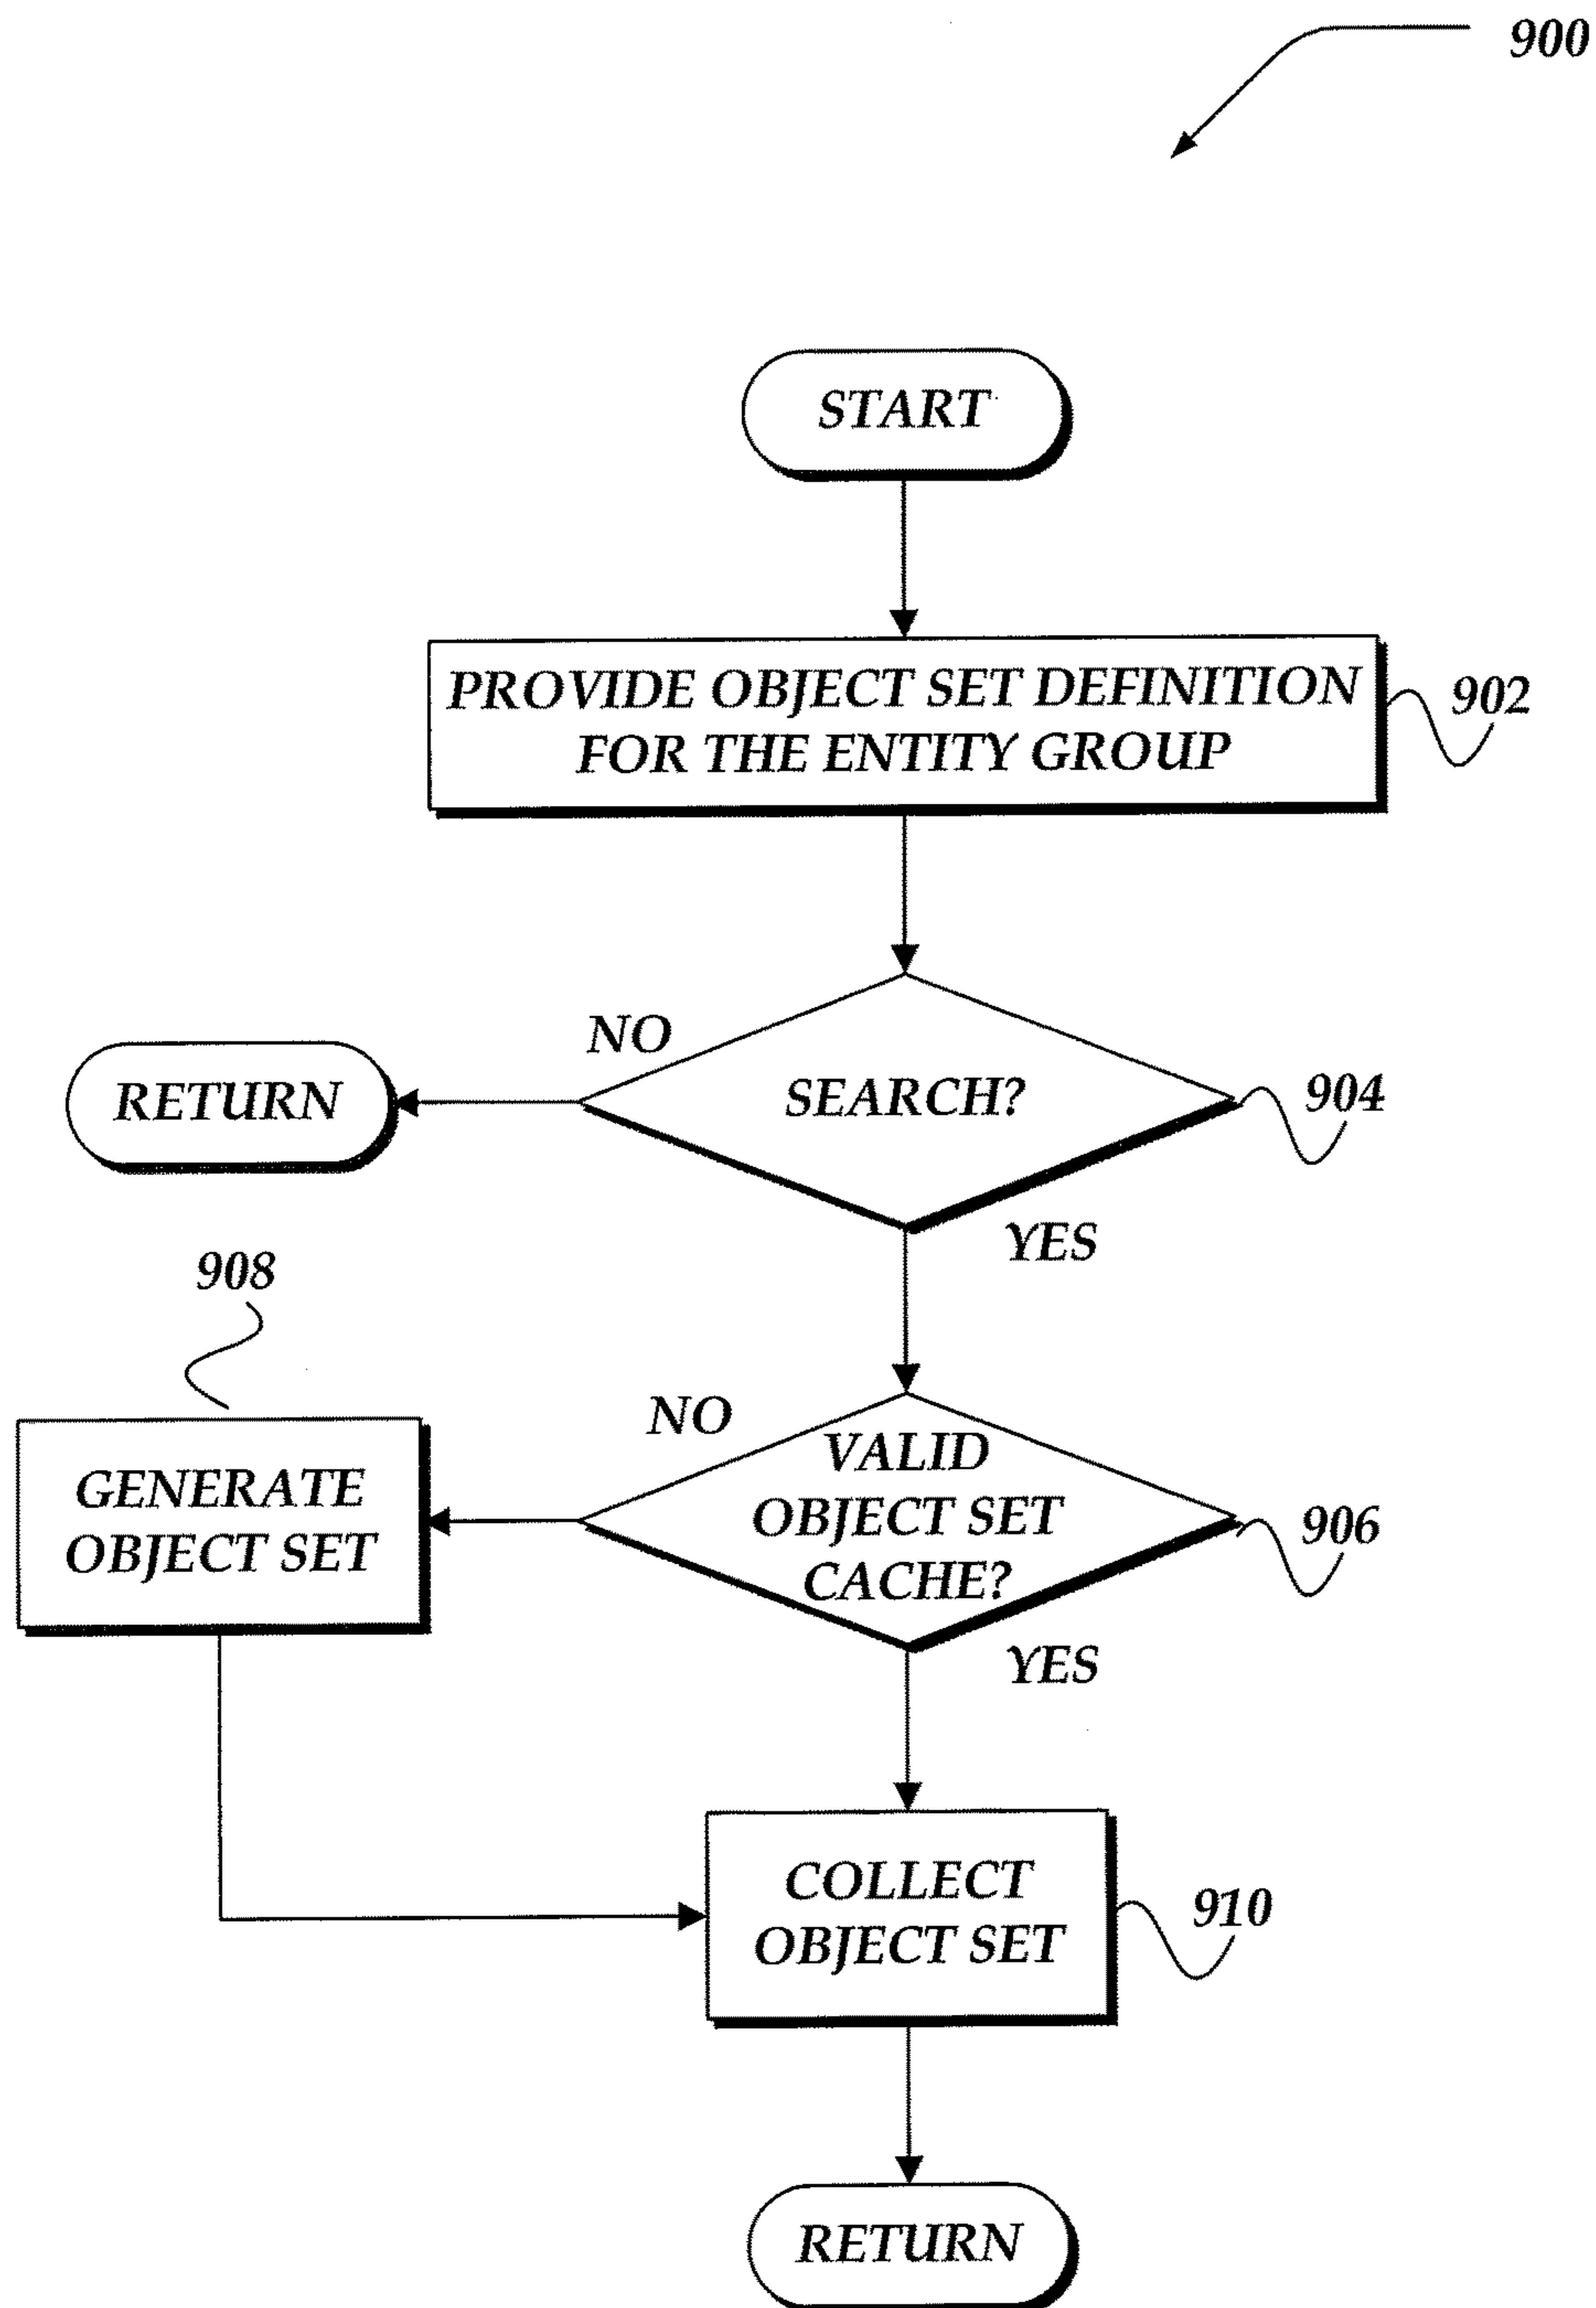 900
START
PROVIDE OBJECT SET DEFINITION
FOR THE ENTITY GROUP
902
NO
SEARCH?
904
RETURN
YES
908
NO
VALID
OBJECT SET
CACHE?
906
GENERATE
OBJECT SET
YES
COLLECT
OBJECT SET
910
RETURN